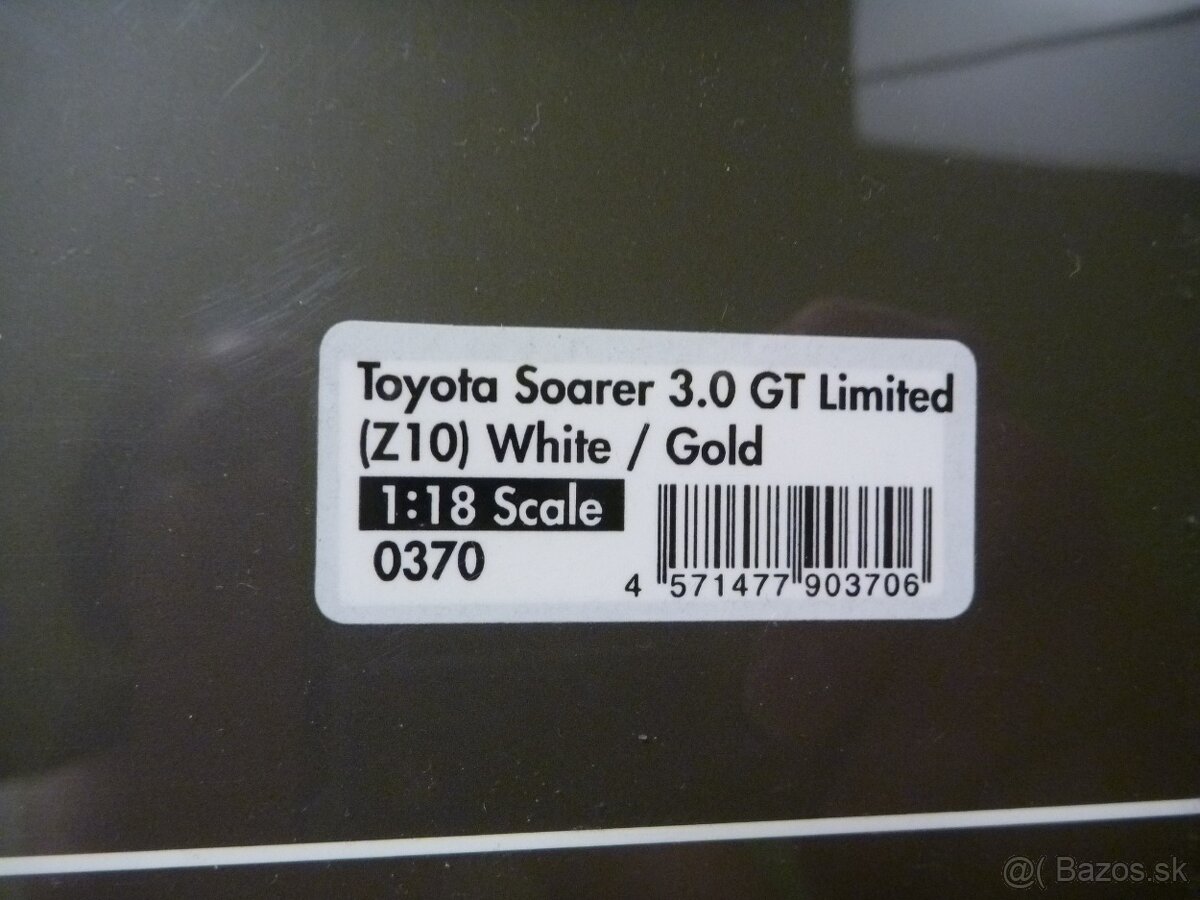 Toyota Soarer 3.0 GT Limited
(Z10) White / Gold
1:18 Scale
0370
4 571477 903706
@( Bazos.sk